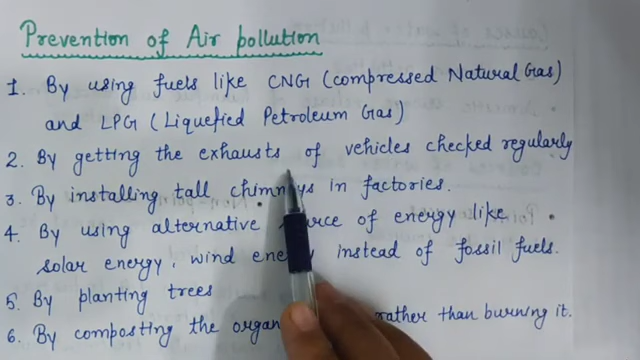 Prevention of Air pollution
1. By using fuels like CNG (compressed Natural Gas)
and LPG (Liquefied Petroleum Gas)
2. By getting the exhausts of vehicles checked regularly
3. By installing tall chimneys in factories.
4. By using alternative source of energy like
solar energy, wind energy instead of fossil fuels.
5. By planting trees
6. By composting the rather than burning it.